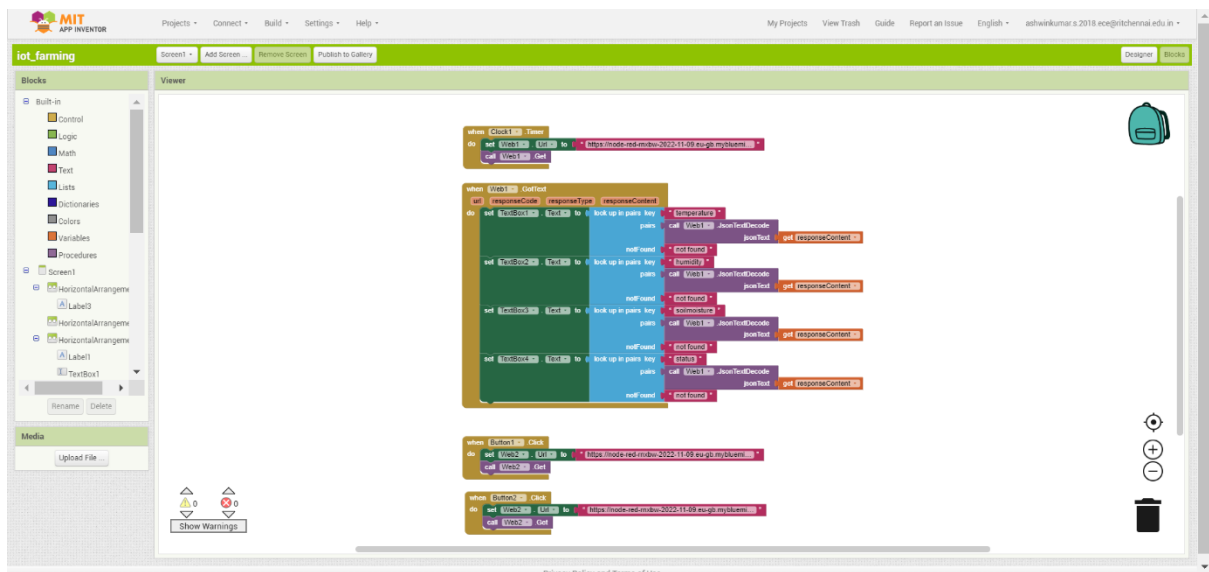 MIT
APP INVENTOR
Projects Connect Build Settings Help My Projects View Trash Guide Report an Issue English ashwinkumar.s.2018.ece@ritchennai.edu.in
iot_farming Screen1 Add Screen ... Remove Screen Publish to Gallery Designer Blocks
Blocks
Built-in
Control
Logic
Math
Text
Lists
Dictionaries
Colors
Variables
Procedures
Screen1
HorizontalArrangeme
Label3
HorizontalArrangeme
HorizontalArrangeme
Label1
TextBox1
Rename Delete
Media
Upload File ...
Viewer
when Clock1 .Timer
do set Web1 . Url to " https://node-red-mxbw-2022-11-09.eu-gb.mybluemi... "
call Web1 .Get
when Web1 .GotText
url responseCode responseType responseContent
do set TextBox1 . Text to look up in pairs key " temperature "
pairs call Web1 .JsonTextDecode
jsonText get responseContent
notFound " not found "
set TextBox2 . Text to look up in pairs key " humidity "
pairs call Web1 .JsonTextDecode
jsonText get responseContent
notFound " not found "
set TextBox3 . Text to look up in pairs key " soilmoisture "
pairs call Web1 .JsonTextDecode
jsonText get responseContent
notFound " not found "
set TextBox4 . Text to look up in pairs key " status "
pairs call Web1 .JsonTextDecode
jsonText get responseContent
notFound " not found "
when Button1 .Click
do set Web2 . Url to " https://node-red-mxbw-2022-11-09.eu-gb.mybluemi... "
call Web2 .Get
when Button2 .Click
do set Web2 . Url to " https://node-red-mxbw-2022-11-09.eu-gb.mybluemi... "
call Web2 .Get
0 0
Show Warnings